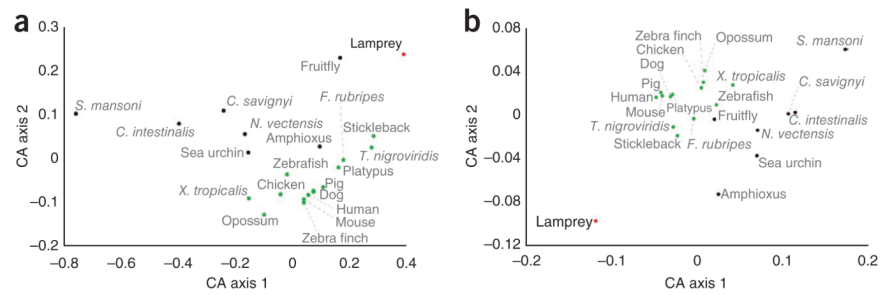 a
0.3
0.2
0.1
0
−0.1
−0.2
CA axis 2
−0.8
−0.6
−0.4
−0.2
0
0.2
0.4
CA axis 1
Lamprey
Fruitfly
F. rubripes
S. mansoni
C. savignyi
C. intestinalis
N. vectensis
Amphioxus
Stickleback
Sea urchin
T. nigroviridis
Zebrafish
Platypus
X. tropicalis
Chicken
Pig
Dog
Human
Opossum
Mouse
Zebra finch
b
0.08
0.04
0
−0.04
−0.08
−0.12
CA axis 2
−0.2
−0.1
0
0.1
0.2
CA axis 1
Zebra finch
Opossum
Chicken
S. mansoni
Dog
Pig
X. tropicalis
C. savignyi
Human
Zebrafish
Mouse
Platypus
Fruitfly
C. intestinalis
T. nigroviridis
N. vectensis
Stickleback
F. rubripes
Sea urchin
Amphioxus
Lamprey